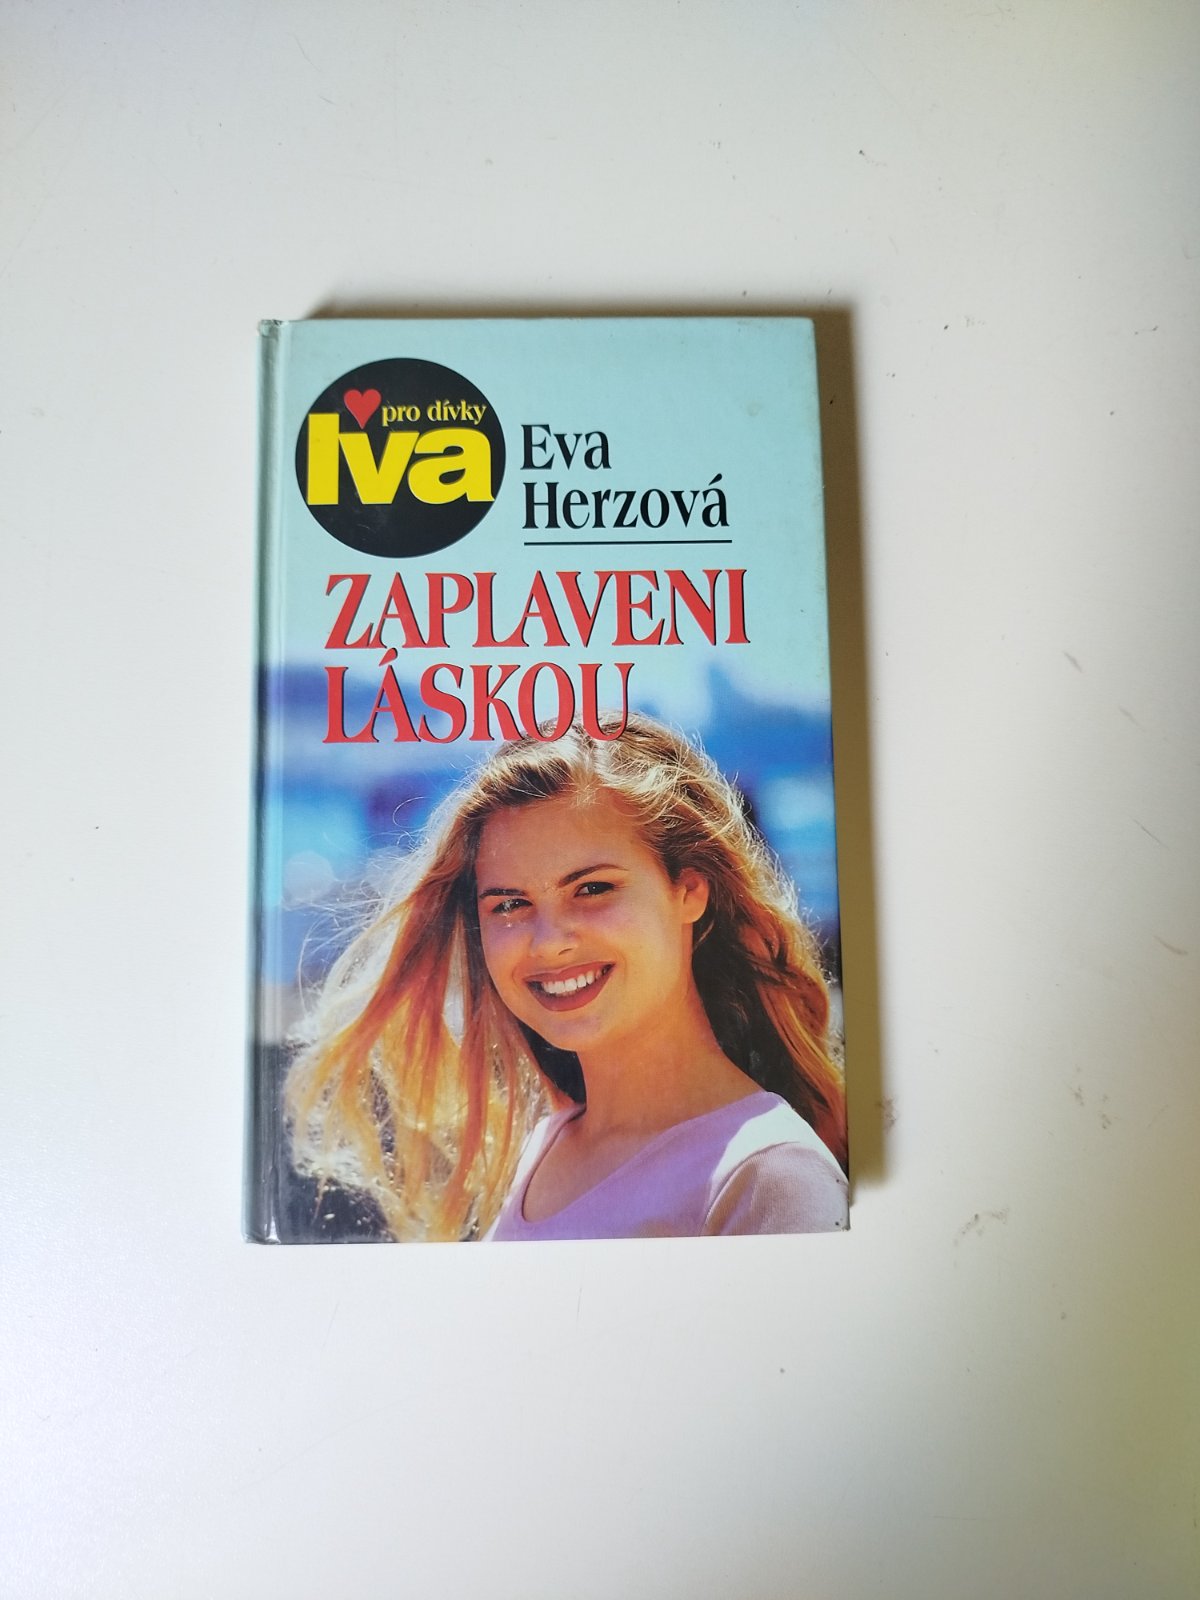 pro dívky
Iva
Eva
Herzová
ZAPLAVENI
LÁSKOU